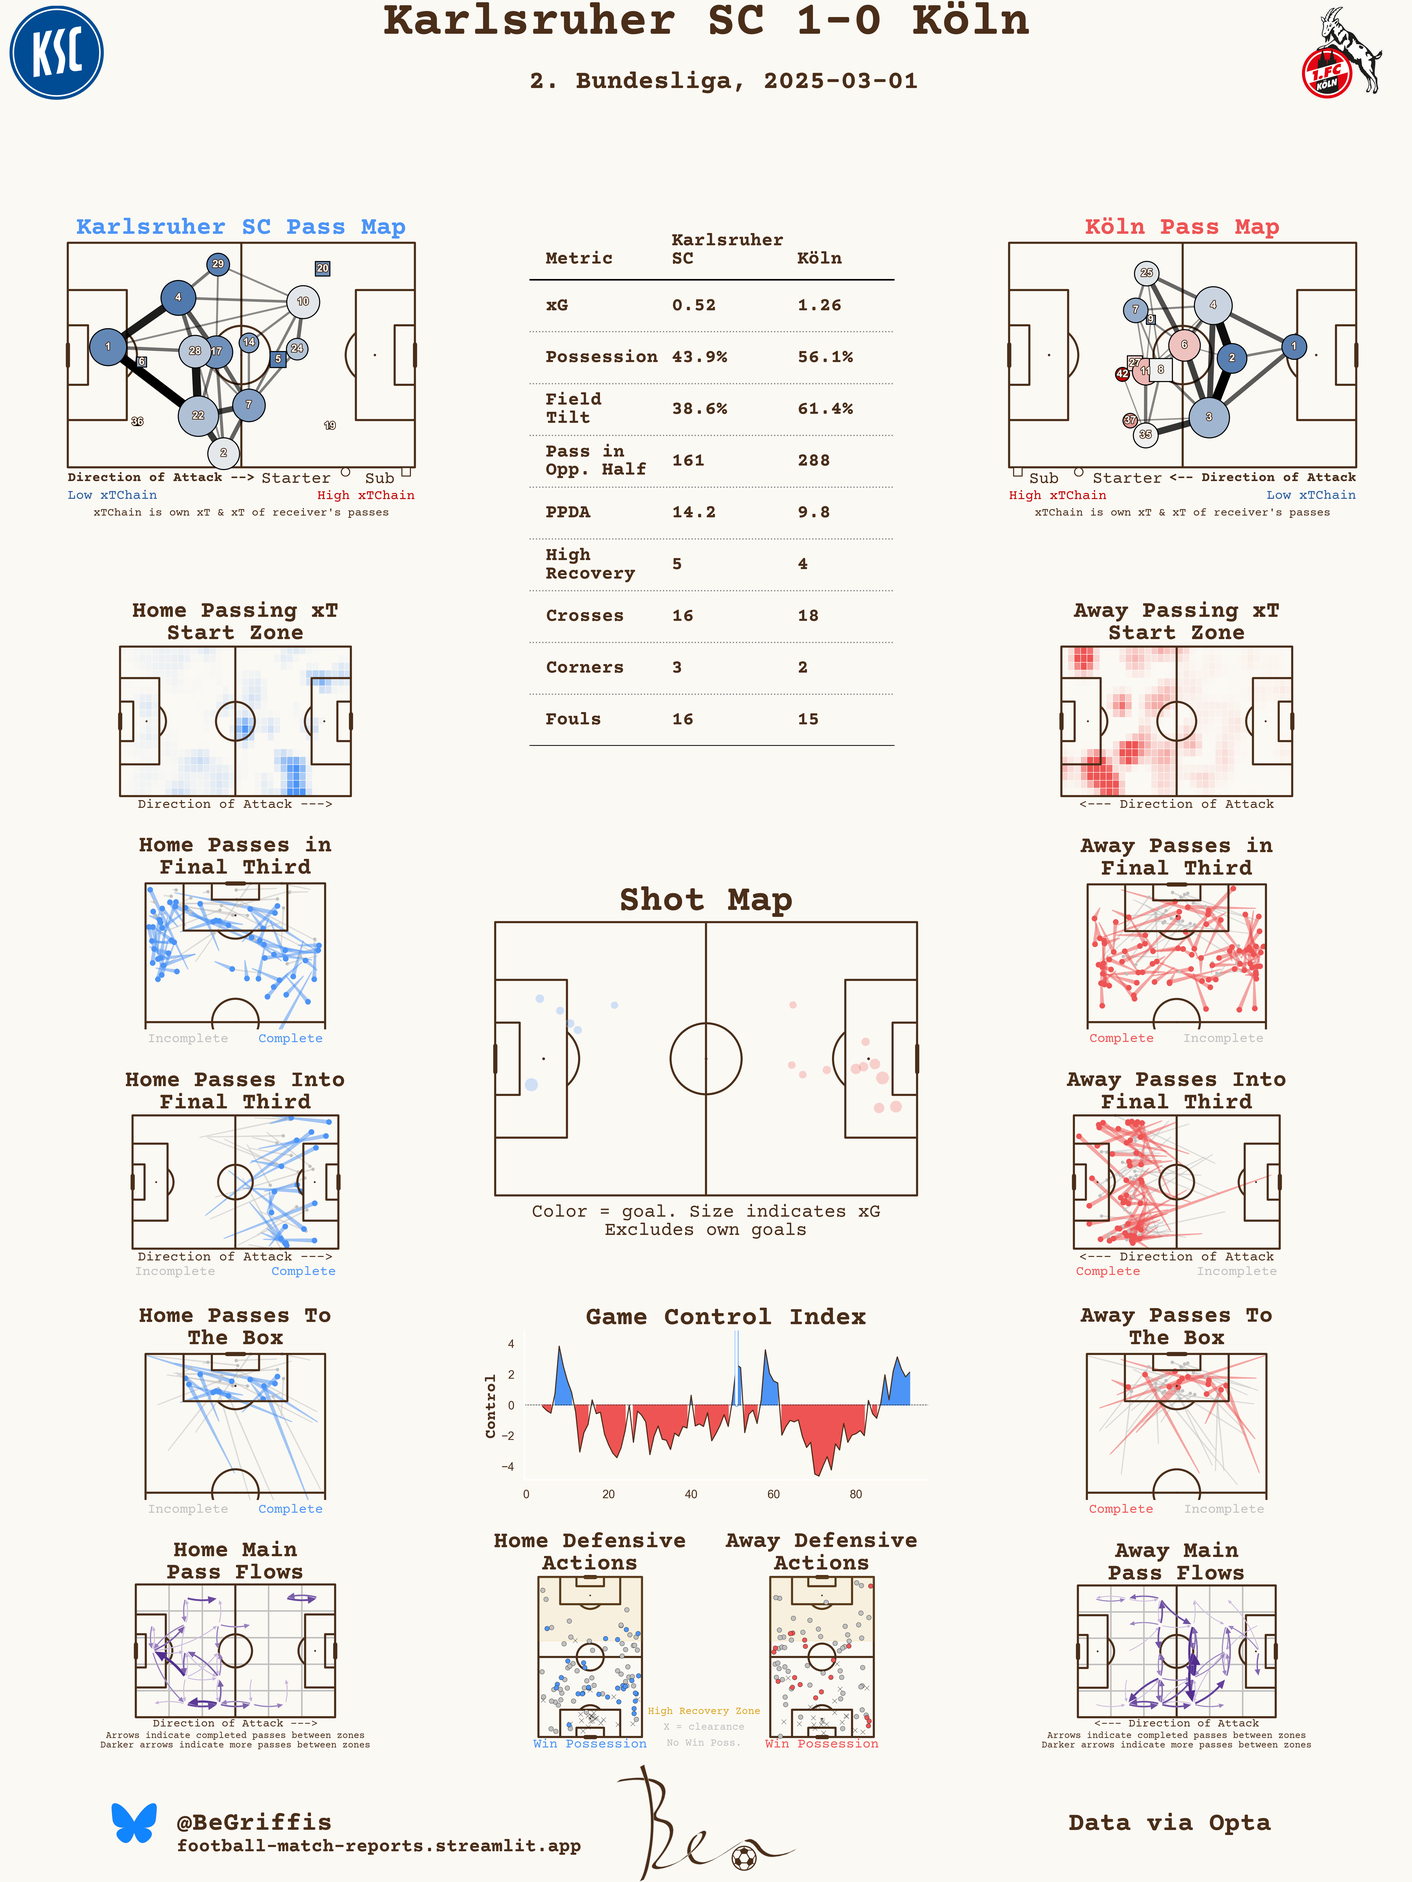 Karlsruher SC 1-0 Köln
2. Bundesliga, 2025-03-01
KSC
1.FC
KÖLN
Karlsruher SC Pass Map
29
20
4
10
1
28
17
14
24
5
6
36
22
7
19
2
Direction of Attack --> Starter Sub
Low xTChain High xTChain
xTChain is own xT & xT of receiver's passes
Metric Karlsruher SC Köln
xG 0.52 1.26
Possession 43.9% 56.1%
Field Tilt 38.6% 61.4%
Pass in Opp. Half 161 288
PPDA 14.2 9.8
High Recovery 5 4
Crosses 16 18
Corners 3 2
Fouls 16 15
Köln Pass Map
25
4
7
9
6
1
2
27
11
8
42
37
3
35
Sub Starter <-- Direction of Attack
High xTChain Low xTChain
xTChain is own xT & xT of receiver's passes
Home Passing xT
Start Zone
Direction of Attack --->
Away Passing xT
Start Zone
<--- Direction of Attack
Home Passes in
Final Third
Incomplete Complete
Away Passes in
Final Third
Complete Incomplete
Shot Map
Color = goal. Size indicates xG
Excludes own goals
Home Passes Into
Final Third
Direction of Attack --->
Incomplete Complete
Away Passes Into
Final Third
<--- Direction of Attack
Complete Incomplete
Home Passes To
The Box
Incomplete Complete
Game Control Index
Control
4
2
0
−2
−4
0 20 40 60 80
Away Passes To
The Box
Complete Incomplete
Home Main
Pass Flows
Direction of Attack --->
Arrows indicate completed passes between zones
Darker arrows indicate more passes between zones
Home Defensive
Actions
Win Possession
High Recovery Zone
X = clearance
No Win Poss.
Away Defensive
Actions
Win Possession
Away Main
Pass Flows
<--- Direction of Attack
Arrows indicate completed passes between zones
Darker arrows indicate more passes between zones
@BeGriffis
football-match-reports.streamlit.app
Ben
Data via Opta